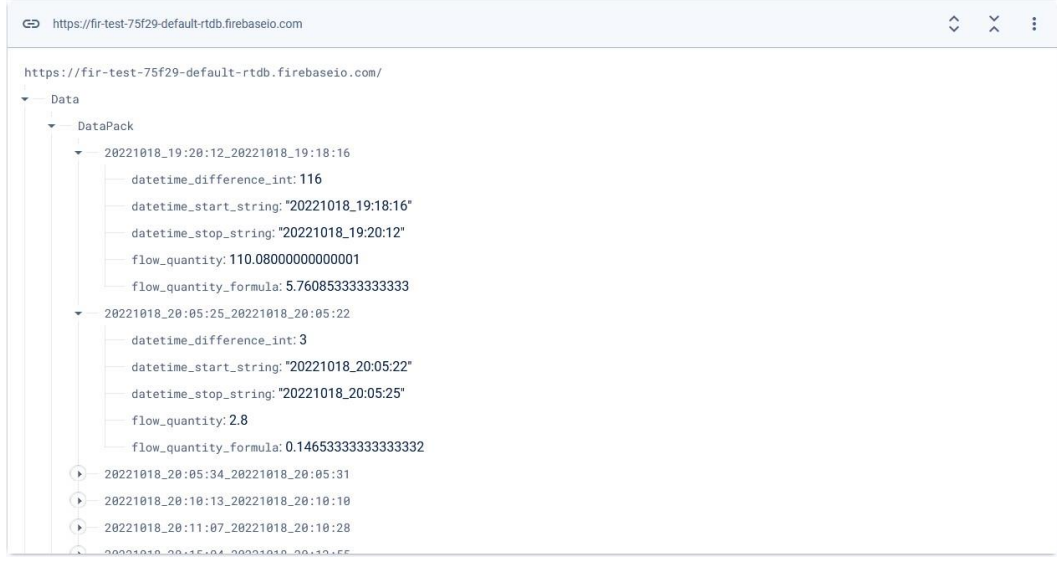 https://fir-test-75f29-default-rtdb.firebaseio.com
https://fir-test-75f29-default-rtdb.firebaseio.com/
Data
DataPack
20221018_19:20:12_20221018_19:18:16
datetime_difference_int: 116
datetime_start_string: "20221018_19:18:16"
datetime_stop_string: "20221018_19:20:12"
flow_quantity: 110.08000000000001
flow_quantity_formula: 5.760853333333333
20221018_20:05:25_20221018_20:05:22
datetime_difference_int: 3
datetime_start_string: "20221018_20:05:22"
datetime_stop_string: "20221018_20:05:25"
flow_quantity: 2.8
flow_quantity_formula: 0.14653333333333332
20221018_20:05:34_20221018_20:05:31
20221018_20:10:13_20221018_20:10:10
20221018_20:11:07_20221018_20:10:28